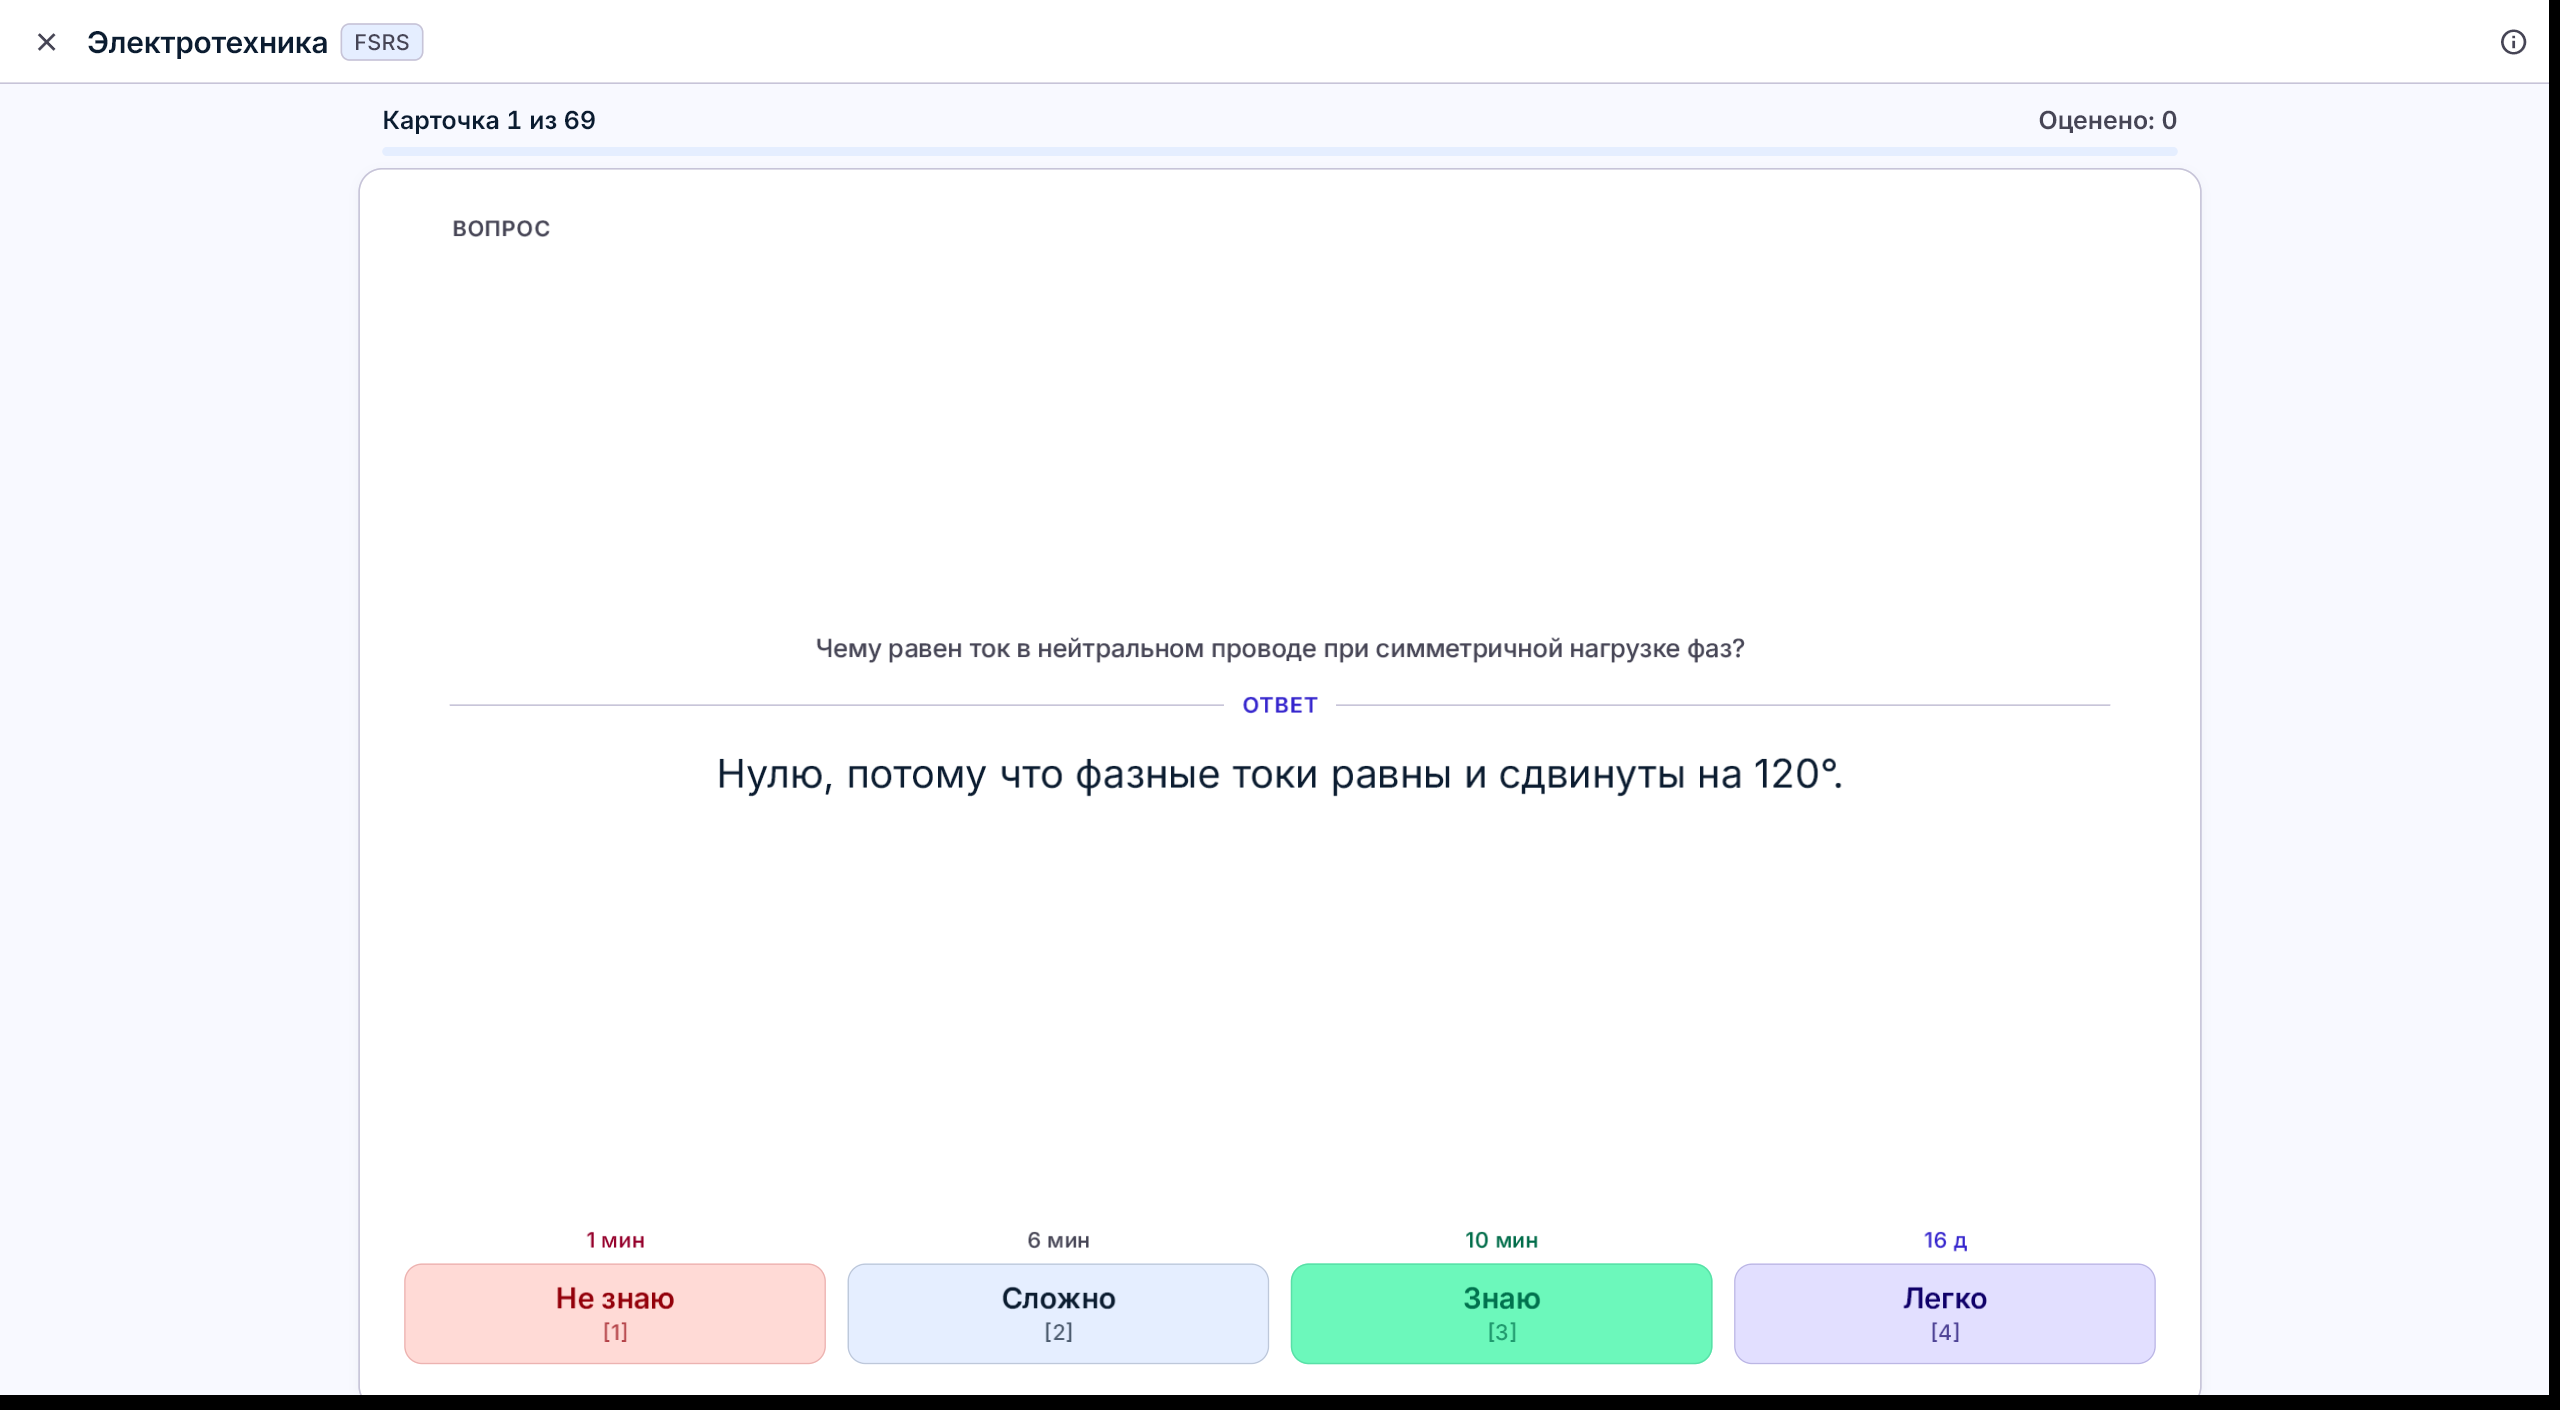 Электротехника FSRS
Карточка 1 из 69
Оценено: 0
ВОПРОС
Чему равен ток в нейтральном проводе при симметричной нагрузке фаз?
ОТВЕТ
Нулю, потому что фазные токи равны и сдвинуты на 120°.
1 мин
Не знаю
[1]
6 мин
Сложно
[2]
10 мин
Знаю
[3]
16 д
Легко
[4]